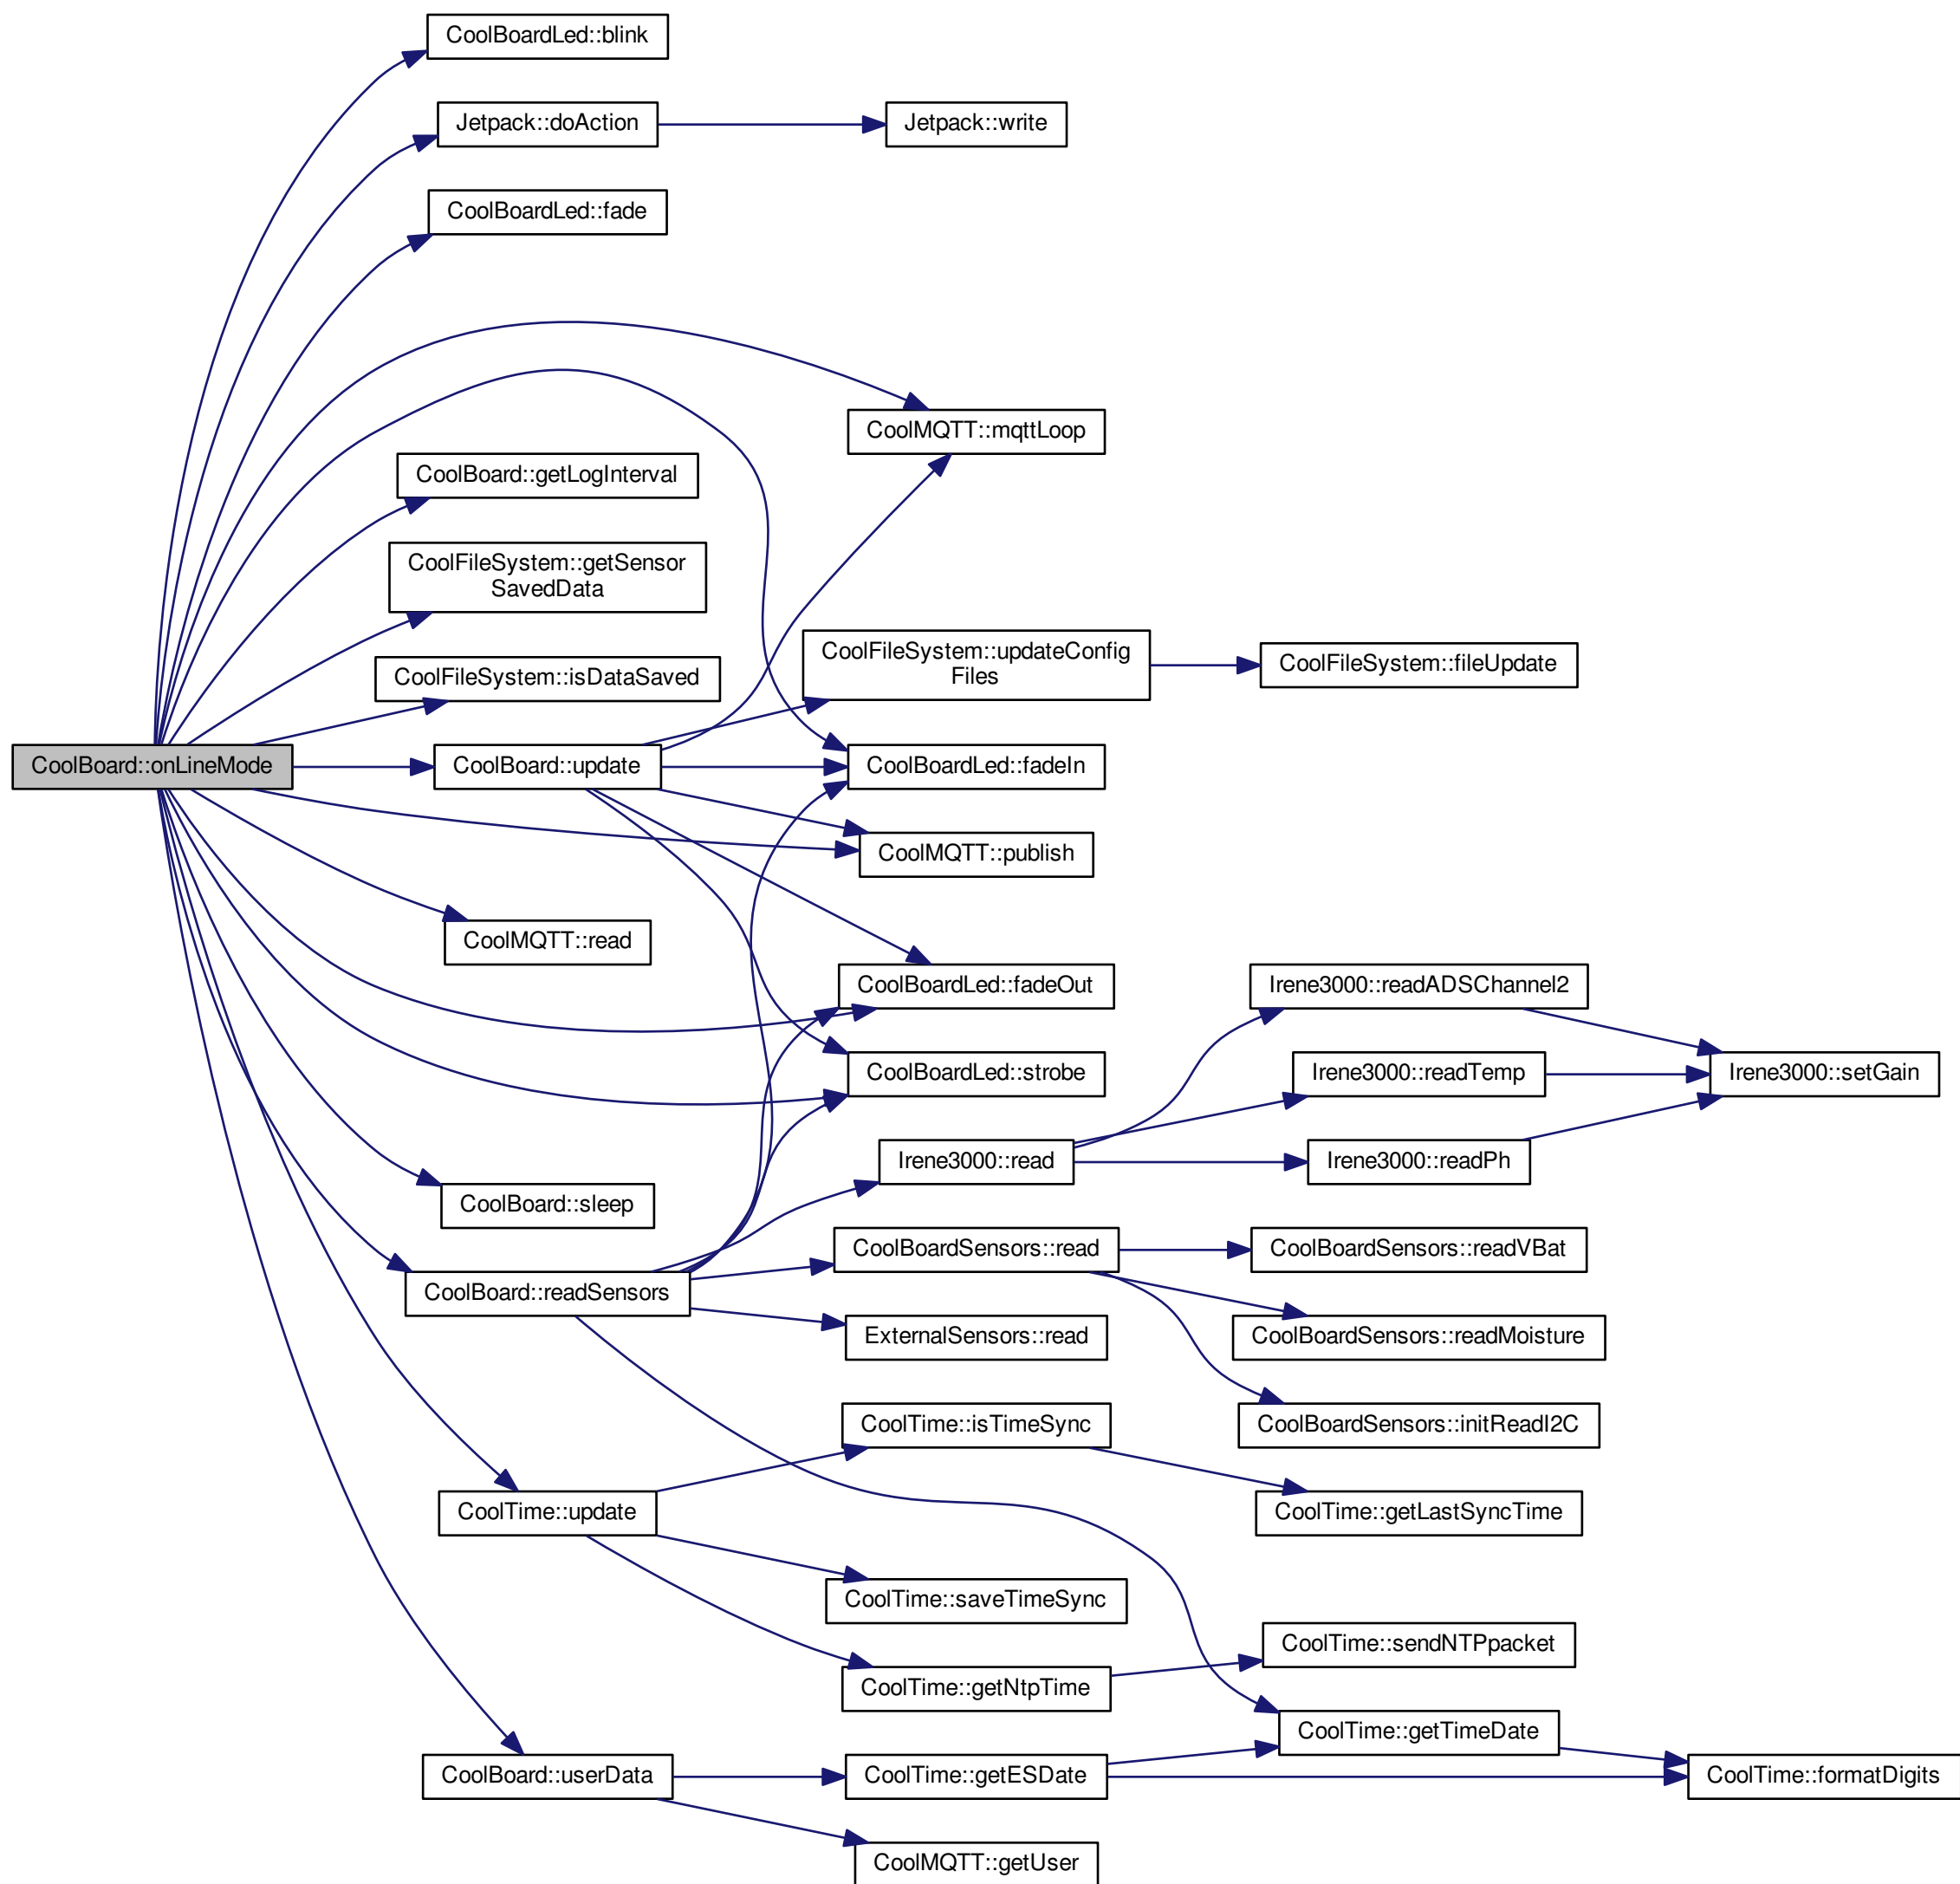 CoolBoardLed::blink
Jetpack::doAction
Jetpack::write
CoolBoardLed::fade
CoolMQTT::mqttLoop
CoolBoard::getLogInterval
CoolFileSystem::getSensor
SavedData
CoolFileSystem::updateConfig
Files
CoolFileSystem::fileUpdate
CoolFileSystem::isDataSaved
CoolBoard::onLineMode
CoolBoard::update
CoolBoardLed::fadeIn
CoolMQTT::publish
CoolMQTT::read
CoolBoardLed::fadeOut
Irene3000::readADSChannel2
CoolBoardLed::strobe
Irene3000::readTemp
Irene3000::setGain
Irene3000::read
Irene3000::readPh
CoolBoard::sleep
CoolBoardSensors::read
CoolBoardSensors::readVBat
CoolBoard::readSensors
ExternalSensors::read
CoolBoardSensors::readMoisture
CoolTime::isTimeSync
CoolBoardSensors::initReadI2C
CoolTime::update
CoolTime::getLastSyncTime
CoolTime::saveTimeSync
CoolTime::sendNTPpacket
CoolTime::getNtpTime
CoolTime::getTimeDate
CoolBoard::userData
CoolTime::getESDate
CoolTime::formatDigits
CoolMQTT::getUser